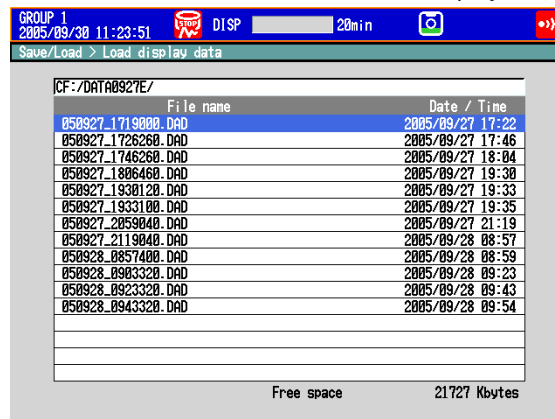 GROUP 1
2005/09/30 11:23:51 STOP DISP 20min
Save/Load > Load display data
CF:/DATA0927E/
File name Date / Time
050927_1719000.DAD 2005/09/27 17:22
050927_1726260.DAD 2005/09/27 17:46
050927_1746260.DAD 2005/09/27 18:04
050927_1806460.DAD 2005/09/27 19:30
050927_1930120.DAD 2005/09/27 19:33
050927_1933100.DAD 2005/09/27 19:35
050927_2059040.DAD 2005/09/27 21:19
050927_2119040.DAD 2005/09/28 08:57
050928_0857400.DAD 2005/09/28 08:59
050928_0903320.DAD 2005/09/28 09:23
050928_0923320.DAD 2005/09/28 09:43
050928_0943320.DAD 2005/09/28 09:54
Free space 21727 Kbytes